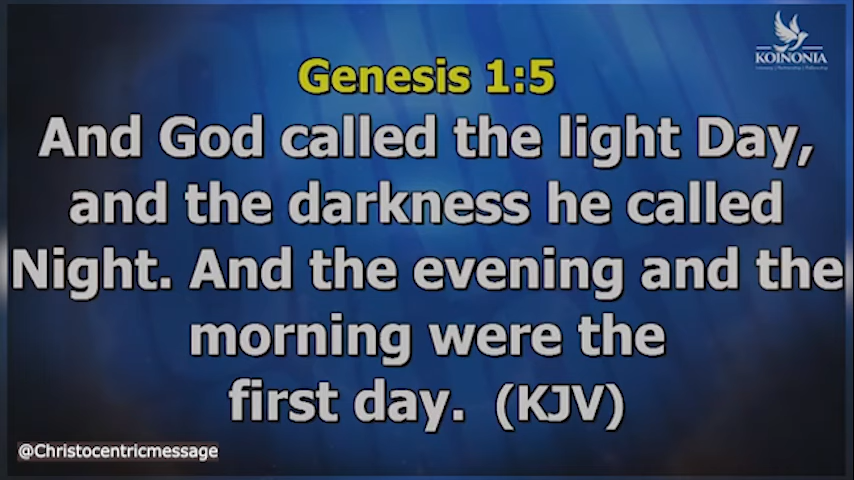 KOINONIA
Genesis 1:5
And God called the light Day,
and the darkness he called
Night. And the evening and the
morning were the
first day. (KJV)
@Christocentricmessage